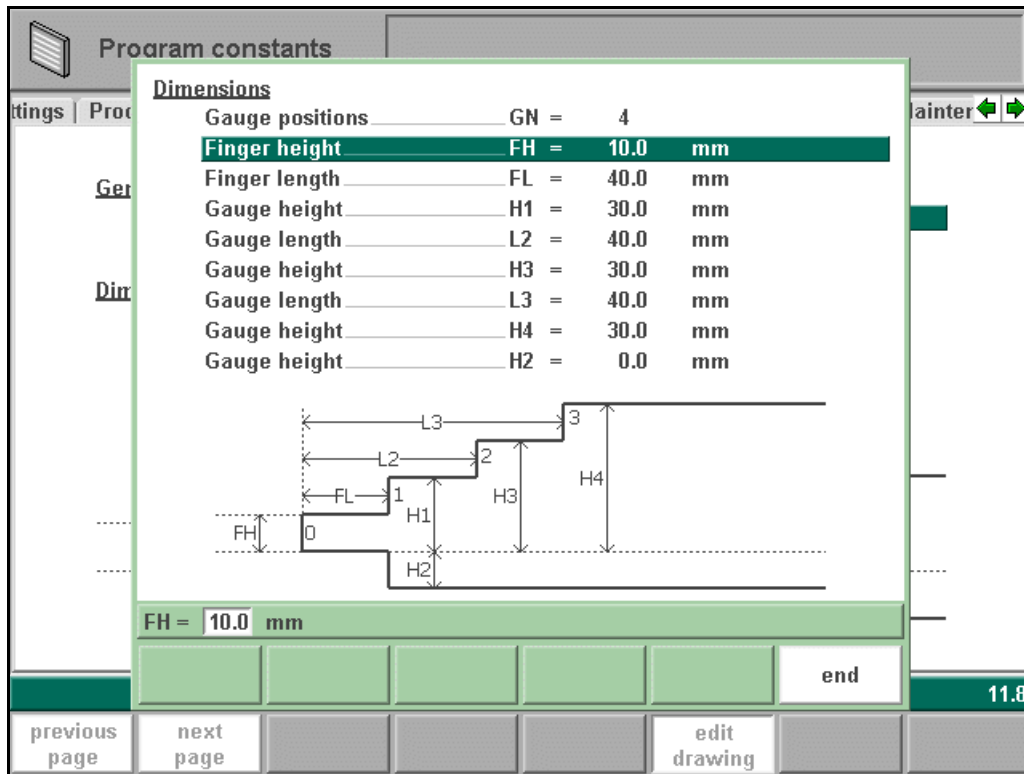 Program constants
ttings | Proc
ainter
Ger
Dim
Dimensions
Gauge positions GN = 4
Finger height FH = 10.0 mm
Finger length FL = 40.0 mm
Gauge height H1 = 30.0 mm
Gauge length L2 = 40.0 mm
Gauge height H3 = 30.0 mm
Gauge length L3 = 40.0 mm
Gauge height H4 = 30.0 mm
Gauge height H2 = 0.0 mm
L3 3
L2 2
H4
FL 1
H3
H1
FH 0
H2
FH = 10.0 mm
end
11.8
previous page
next page
edit drawing